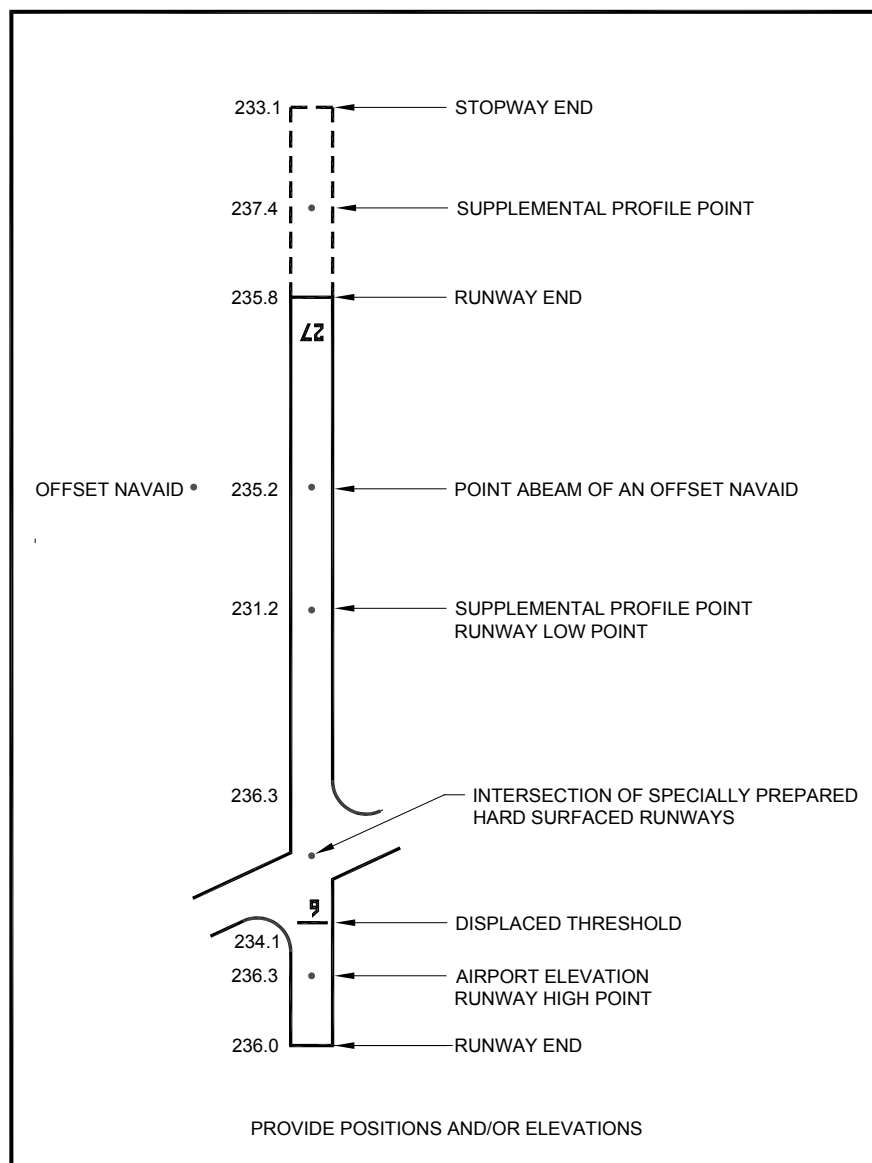 233.1 STOPWAY END
237.4 SUPPLEMENTAL PROFILE POINT
235.8 RUNWAY END
27
OFFSET NAVAID 235.2 POINT ABEAM OF AN OFFSET NAVAID
231.2 SUPPLEMENTAL PROFILE POINT
RUNWAY LOW POINT
236.3 INTERSECTION OF SPECIALLY PREPARED
HARD SURFACED RUNWAYS
9
DISPLACED THRESHOLD
234.1
236.3 AIRPORT ELEVATION
RUNWAY HIGH POINT
236.0 RUNWAY END
PROVIDE POSITIONS AND/OR ELEVATIONS